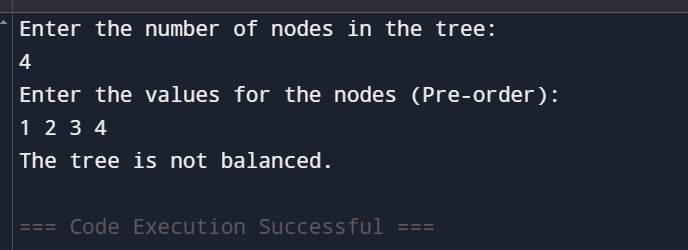 Enter the number of nodes in the tree:
4
Enter the values for the nodes (Pre-order):
1 2 3 4
The tree is not balanced.
=== Code Execution Successful ===